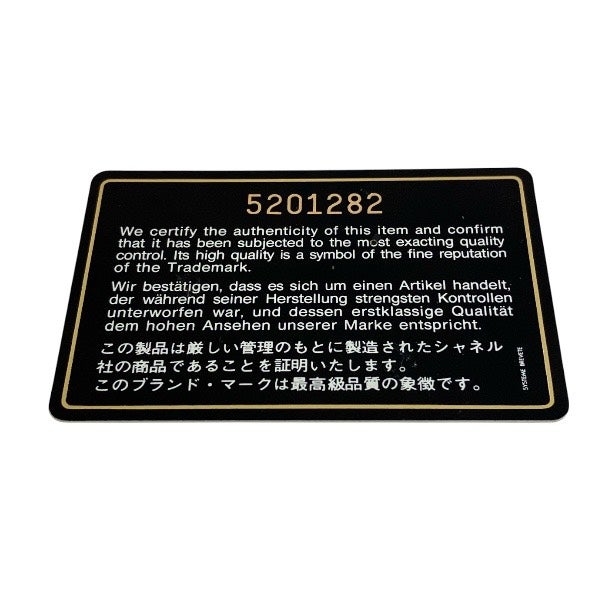 5201282
We certify the authenticity of this item and confirm
that it has been subjected to the most exacting quality
control. Its high quality is a symbol of the fine reputation
of the Trademark.
Wir bestätigen, dass es sich um einen Artikel handelt,
der während seiner Herstellung strengsten Kontrollen
unterworfen war, und dessen erstklassige Qualität
dem hohen Ansehen unserer Marke entspricht.
この製品は厳しい管理のもとに製造されたシャネル
社の商品であることを証明いたします。
このブランド・マークは最高級品質の象徴です。
SYSTEME BREVETE